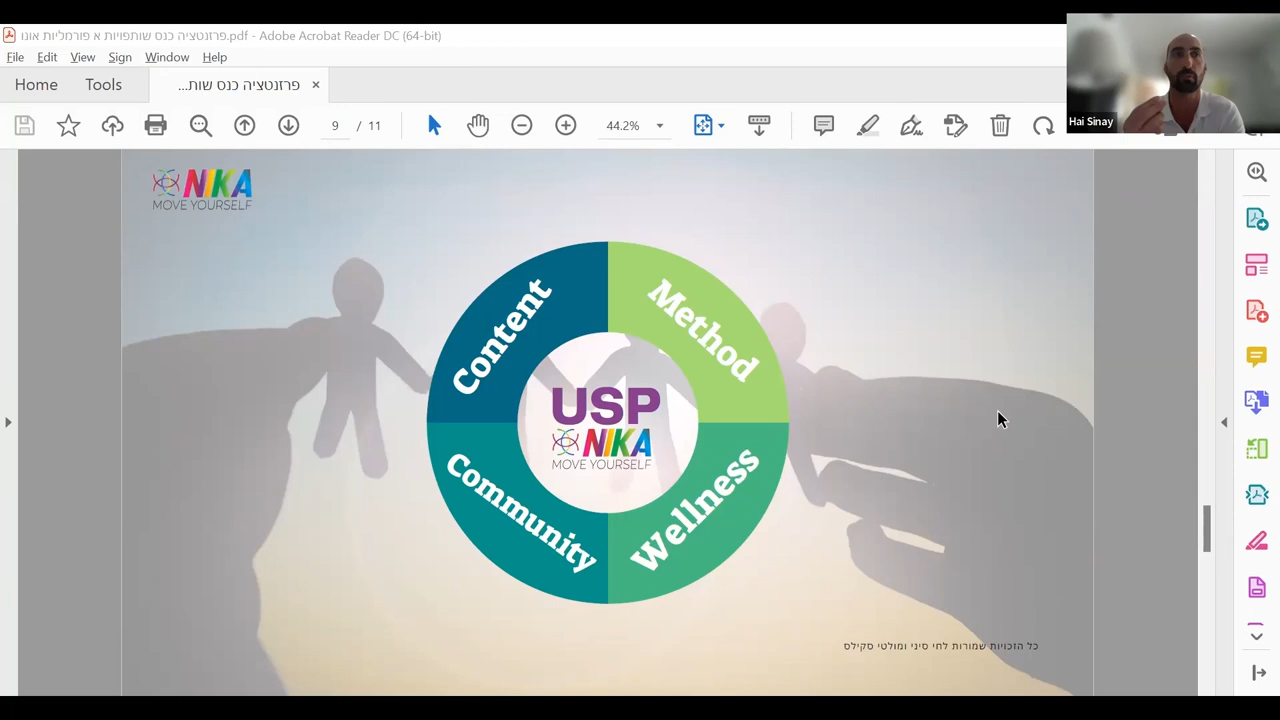 פרזנטציה כנס שותפויות א פורמליות אונו.pdf - Adobe Acrobat Reader DC (64-bit)
File Edit View Sign Window Help
Home Tools פרזנטציה כנס שות... ×
9 / 11 44.2%
Hai Sinay
NIKA
MOVE YOURSELF
Content
Method
USP
NIKA
MOVE YOURSELF
Community
Wellness
כל הזכויות שמורות לחי סיני ומולטי סקילס